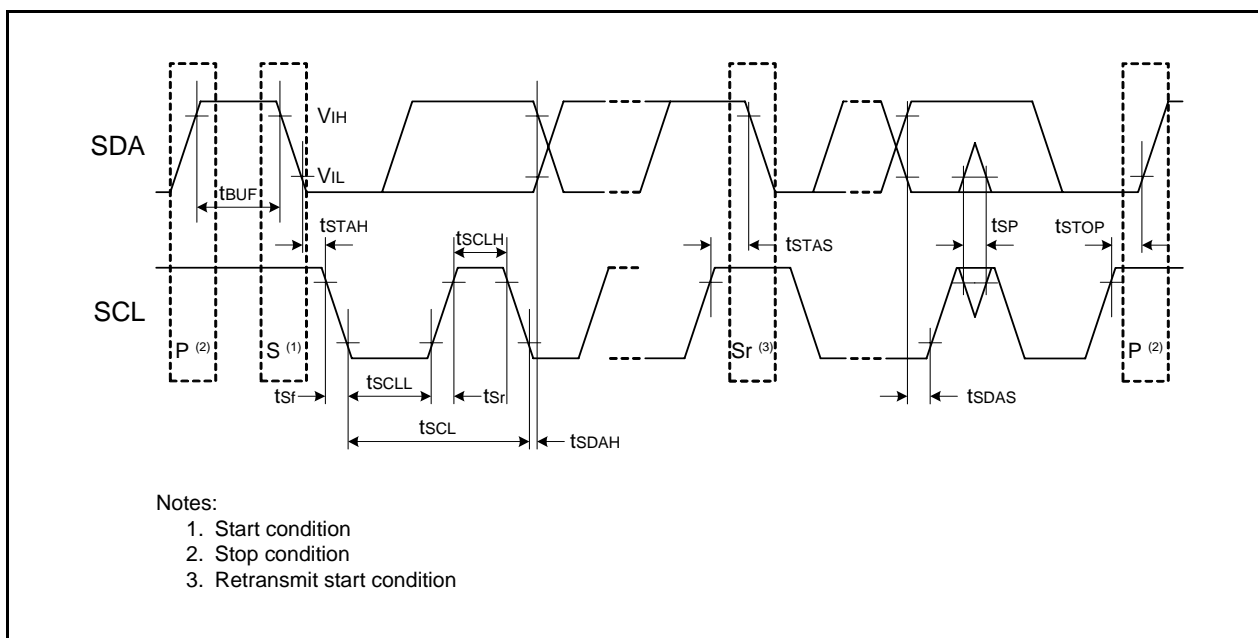 SDA
VIH
VIL
tBUF
tSTAH
tSCLH
tSTAS
tSP
tSTOP
SCL
P (2)
S (1)
Sr (3)
P (2)
tSf
tSCLL
tSr
tSDAS
tSCL
tSDAH
Notes:
1. Start condition
2. Stop condition
3. Retransmit start condition